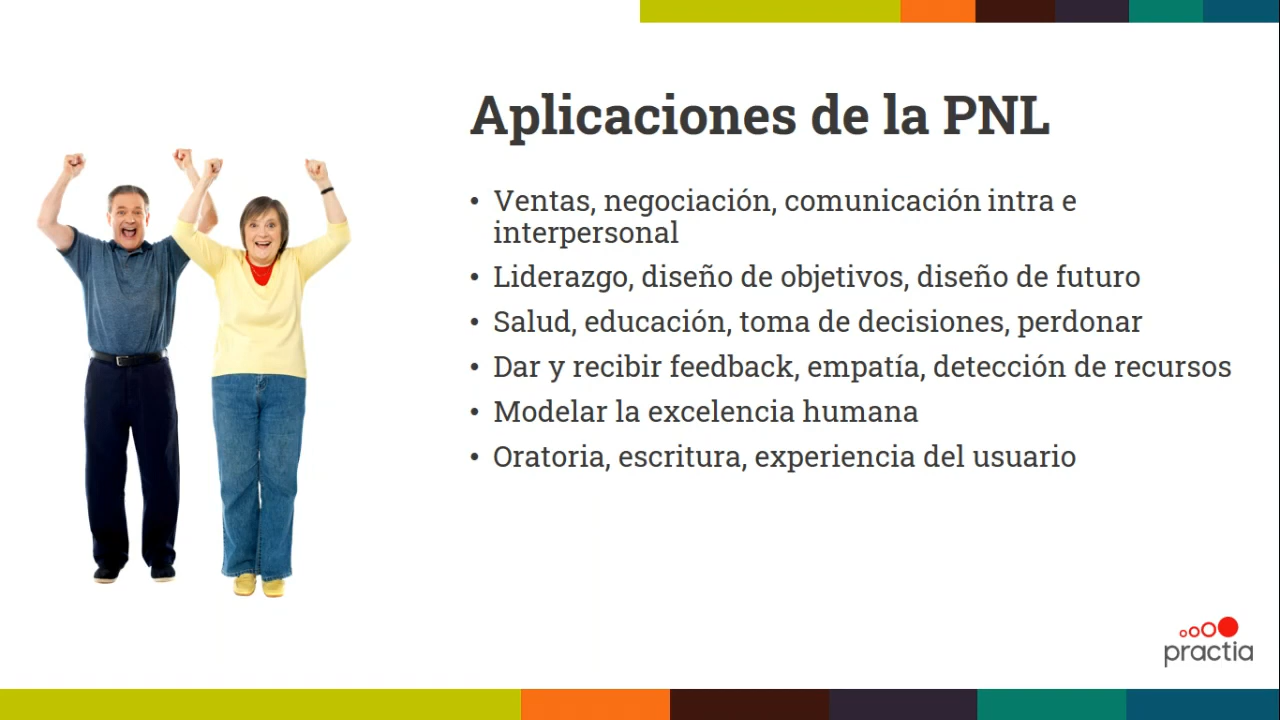 Aplicaciones de la PNL
• Ventas, negociación, comunicación intra e
interpersonal
• Liderazgo, diseño de objetivos, diseño de futuro
• Salud, educación, toma de decisiones, perdonar
• Dar y recibir feedback, empatía, detección de recursos
• Modelar la excelencia humana
• Oratoria, escritura, experiencia del usuario
practia